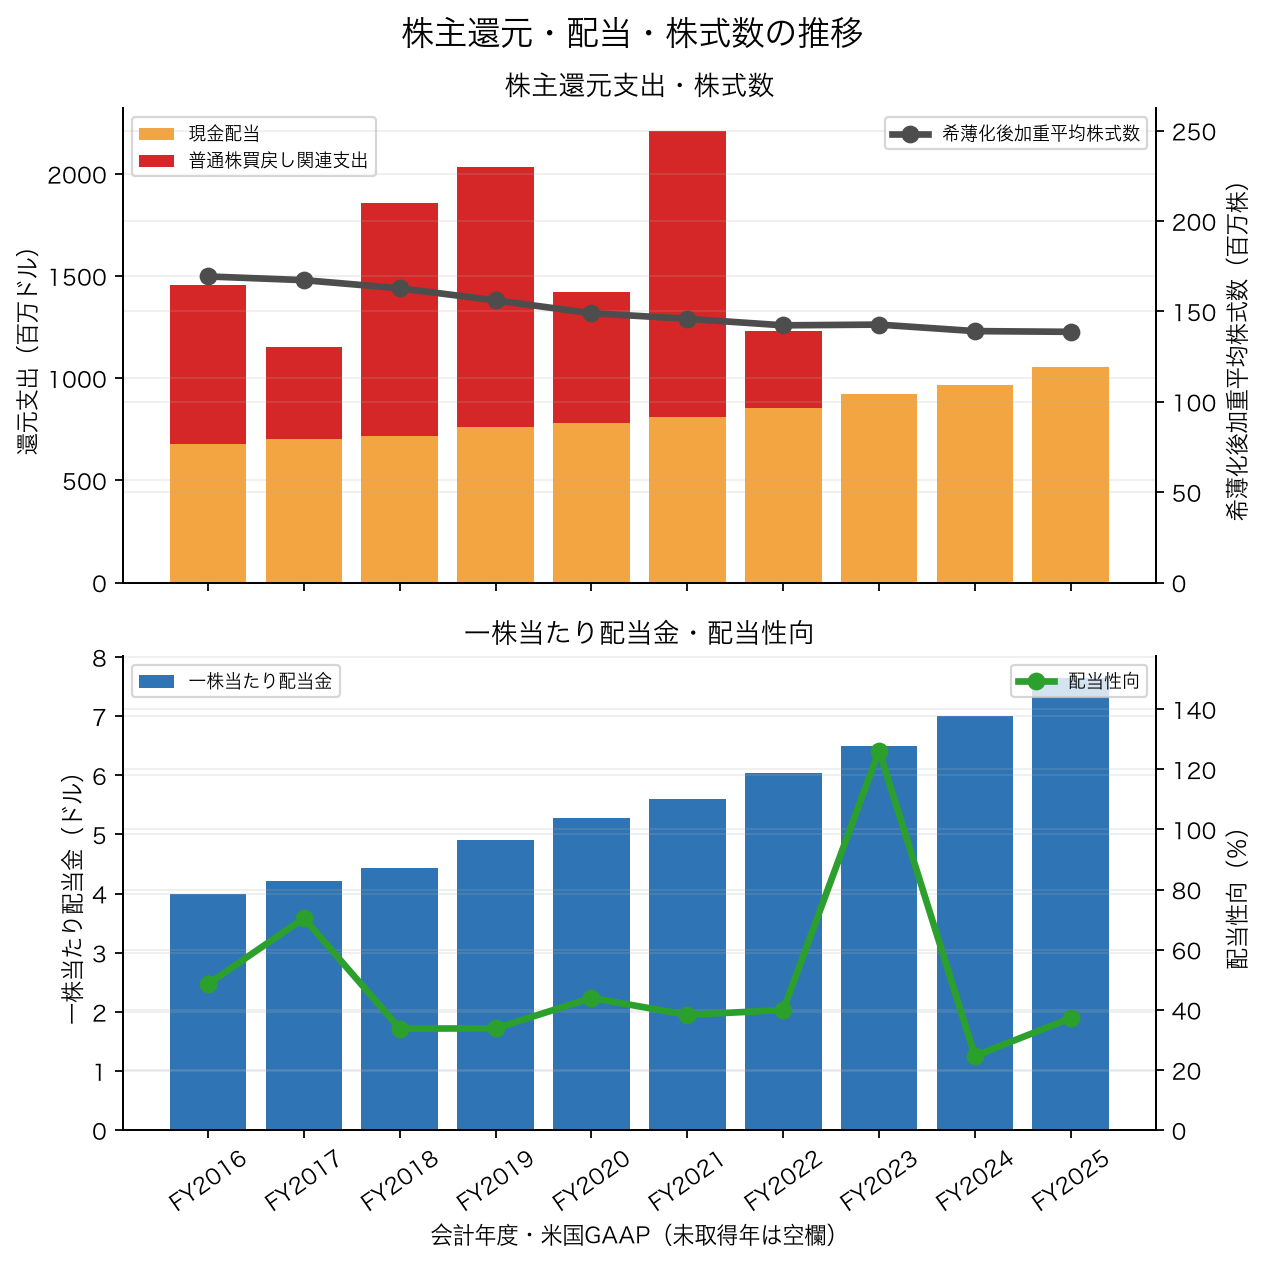 株主還元・配当・株式数の推移
株主還元支出・株式数
現金配当
普通株買戻し関連支出
希薄化後加重平均株式数
還元支出（百万ドル）
2000
1500
1000
500
0
250
200
150
100
50
0
希薄化後加重平均株式数（百万株）
一株当たり配当金・配当性向
一株当たり配当金
配当性向
一株当たり配当金（ドル）
8
7
6
5
4
3
2
1
0
140
120
100
80
60
40
20
0
配当性向（%）
FY2016
FY2017
FY2018
FY2019
FY2020
FY2021
FY2022
FY2023
FY2024
FY2025
会計年度・米国GAAP（未取得年は空欄）